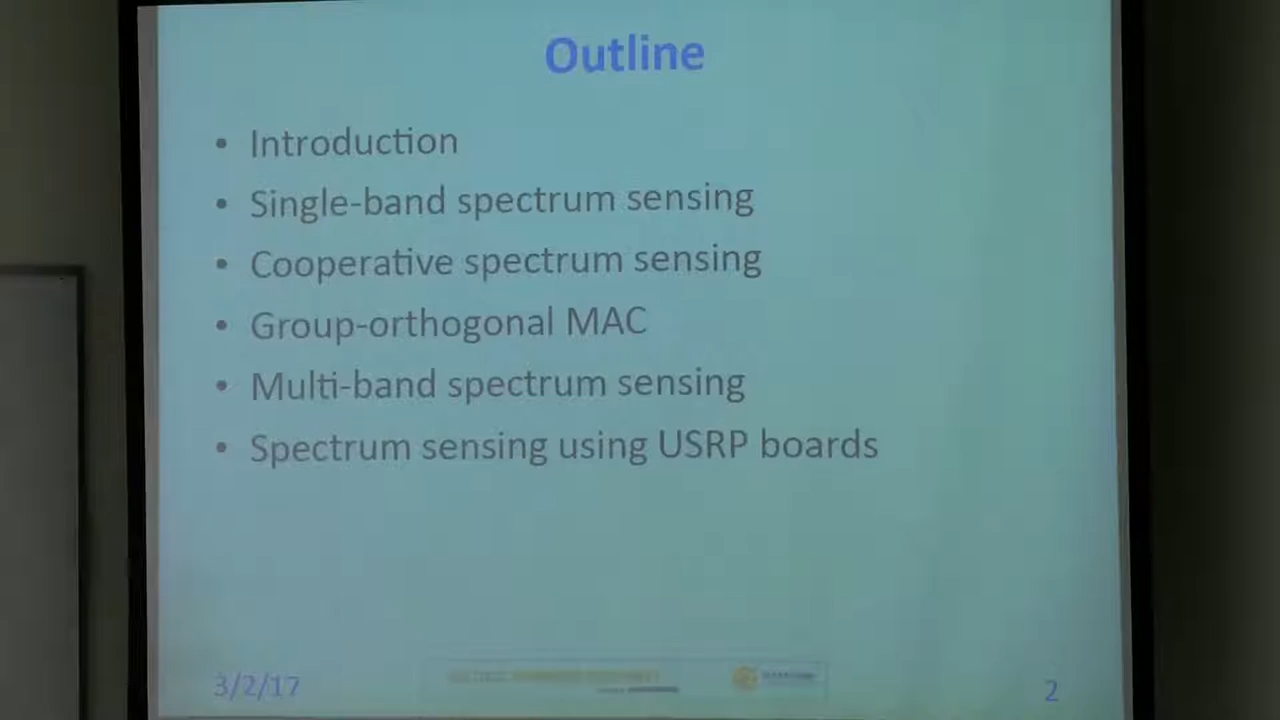 Outline
• Introduction
• Single-band spectrum sensing
• Cooperative spectrum sensing
• Group-orthogonal MAC
• Multi-band spectrum sensing
• Spectrum sensing using USRP boards
3/2/17
2